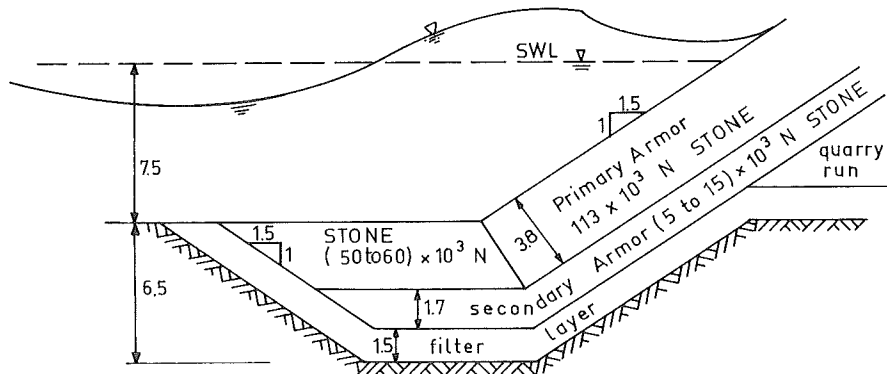 SWL
1.5
1
7.5
Primary Armor
113 × 10³ N STONE
quarry
run
3.8
1.5
1
STONE
(50to60) × 10³ N
6,5
1.7
secondary Armor (5 to 15) × 10³ N STONE
1.5
filter layer